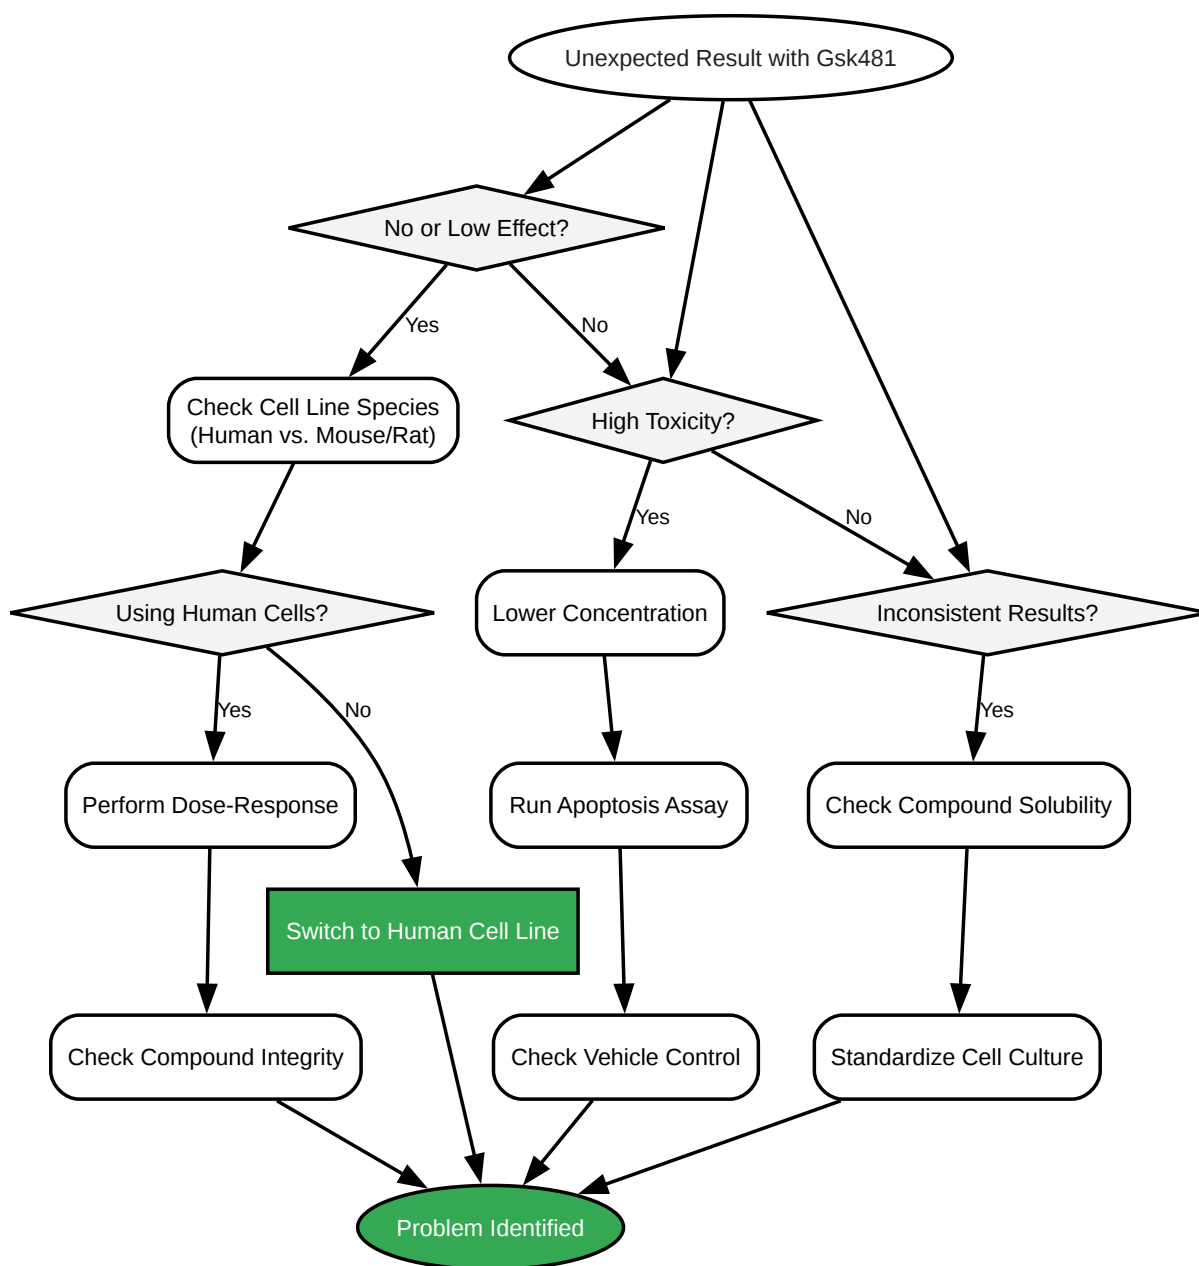 Unexpected Result with Gsk481
No or Low Effect?
Yes
No
Check Cell Line Species
(Human vs. Mouse/Rat)
High Toxicity?
Yes
No
Using Human Cells?
Lower Concentration
Inconsistent Results?
Yes
No
Yes
Perform Dose-Response
Run Apoptosis Assay
Check Compound Solubility
Switch to Human Cell Line
Check Compound Integrity
Check Vehicle Control
Standardize Cell Culture
Problem Identified